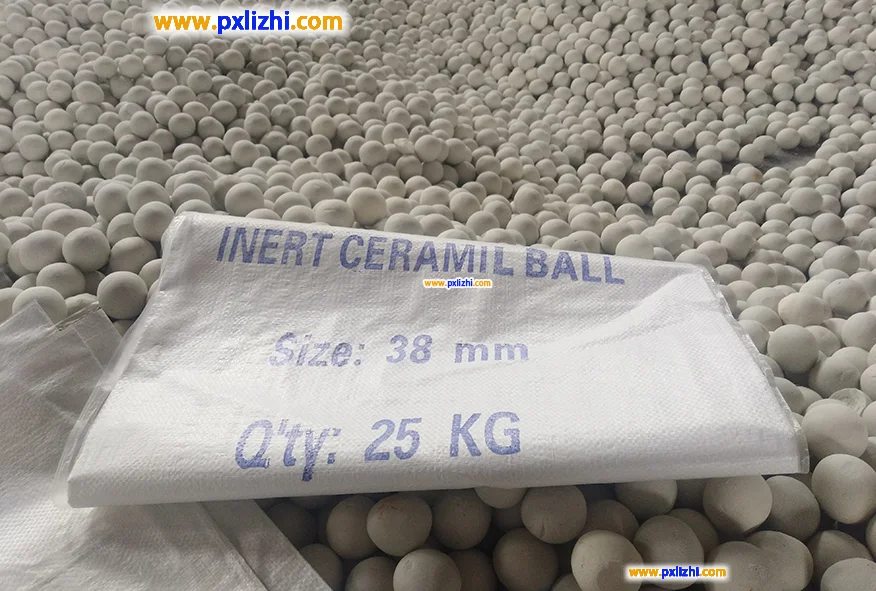 www.pxlizhi.com
INERT CERAMIL BALL
www.pxlizhi.com
Size: 38 mm
Q'ty: 25 KG
www.pxlizhi.com